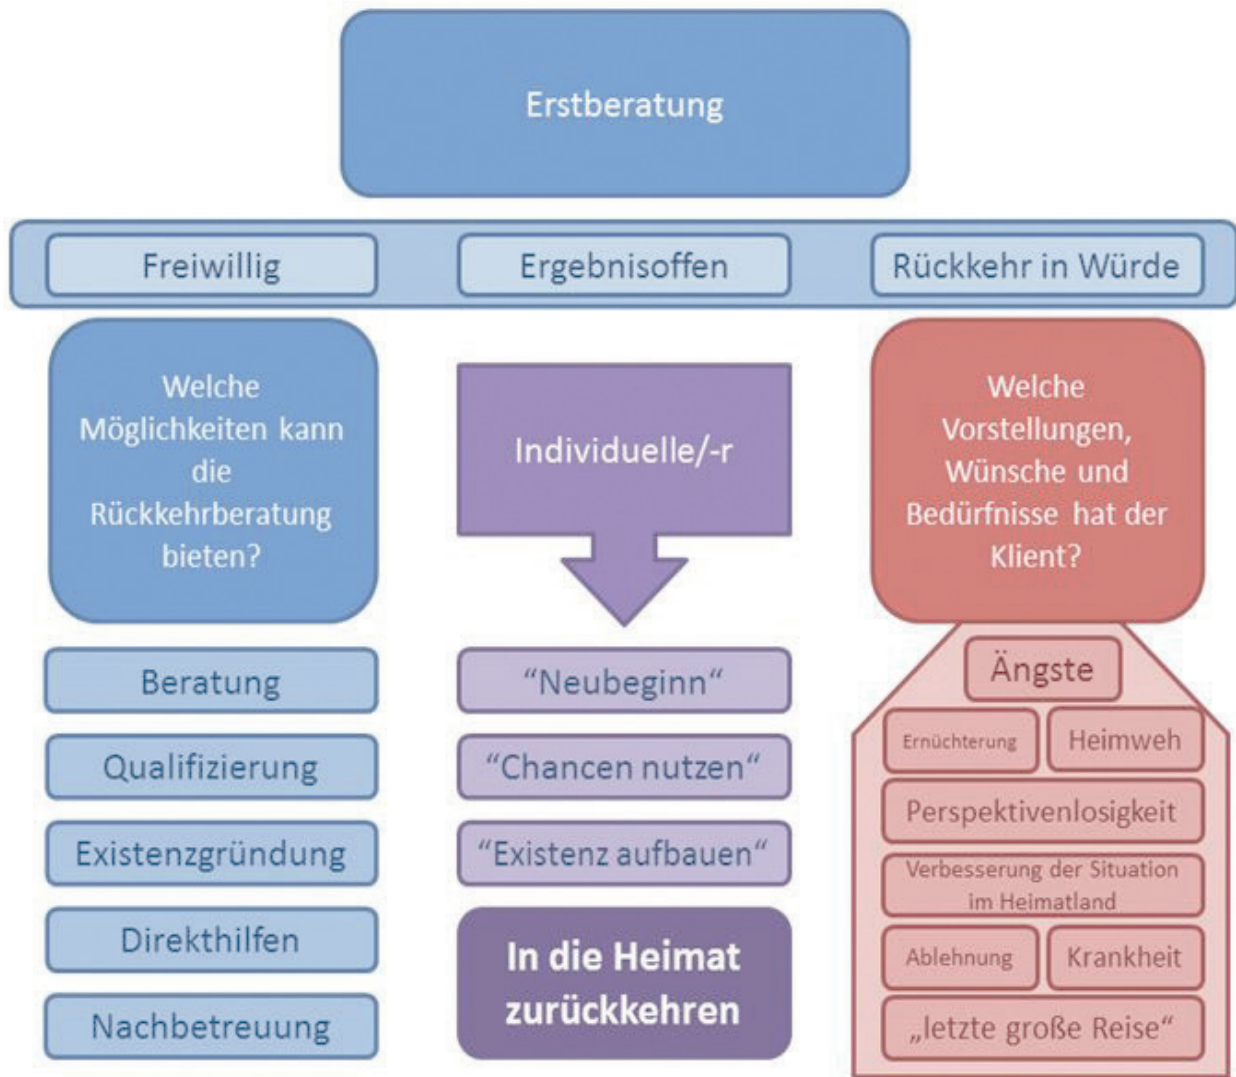 Erstberatung
Freiwillig
Ergebnisoffen
Rückkehr in Würde
Welche
Möglichkeiten kann
die
Rückkehrberatung
bieten?
Beratung
Qualifizierung
Existenzgründung
Direkthilfen
Nachbetreuung
Individuelle/-r
“Neubeginn“
“Chancen nutzen“
“Existenz aufbauen“
In die Heimat
zurückkehren
Welche
Vorstellungen,
Wünsche und
Bedürfnisse hat der
Klient?
Ängste
Ernüchterung
Heimweh
Perspektivenlosigkeit
Verbesserung der Situation
im Heimatland
Ablehnung
Krankheit
„letzte große Reise“